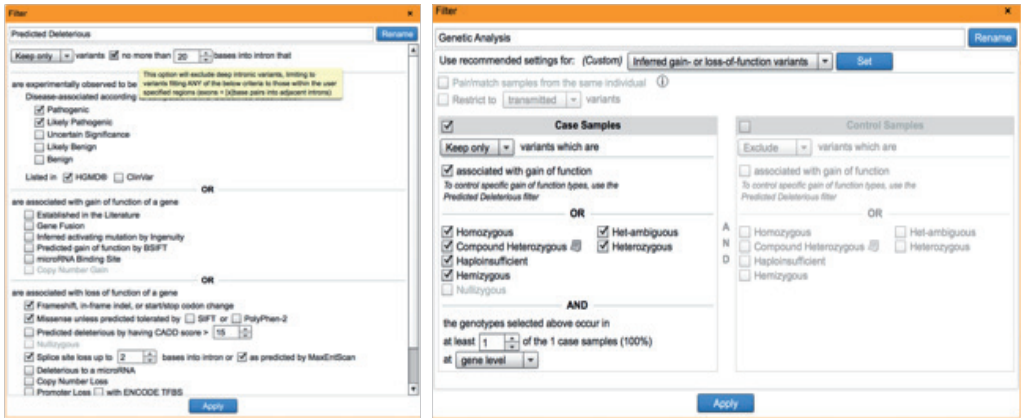 Filter
×
Predicted Deleterious
Rename
Keep only variants no more than 20 bases into intron that
This option will exclude deep intronic variants, limiting to
variants fitting ANY of the below criteria to those within the user
specified regions (exons + [x]base pairs into adjacent introns)
are experimentally observed to be
Disease-associated according
Pathogenic
Likely Pathogenic
Uncertain Significance
Likely Benign
Benign
Listed in HGMD® ClinVar
OR
are associated with gain of function of a gene
Established in the Literature
Gene Fusion
Inferred activating mutation by Ingenuity
Predicted gain of function by BSIFT
microRNA Binding Site
Copy Number Gain
OR
are associated with loss of function of a gene
Frameshift, in-frame indel, or start/stop codon change
Missense unless predicted tolerated by SIFT or PolyPhen-2
Predicted deleterious by having CADD score > 15
Nullizygous
Splice site loss up to 2 bases into intron or as predicted by MaxEntScan
Deleterious to a microRNA
Copy Number Loss
Promoter Loss with ENCODE TFBS
Apply
Filter
×
Genetic Analysis
Rename
Use recommended settings for: (Custom) Inferred gain- or loss-of-function variants Set
Pair/match samples from the same individual
Restrict to transmitted variants
Case Samples
Keep only variants which are
associated with gain of function
To control specific gain of function types, use the
Predicted Deleterious filter
OR
Homozygous Het-ambiguous
Compound Heterozygous Heterozygous
Haploinsufficient
Hemizygous
Nullizygous
AND
the genotypes selected above occur in
at least 1 of the 1 case samples (100%)
at gene level
A
N
D
Control Samples
Exclude variants which are
associated with gain of function
To control specific gain of function types, use the
Predicted Deleterious filter
OR
Homozygous Het-ambiguous
Compound Heterozygous Heterozygous
Haploinsufficient
Hemizygous
Apply